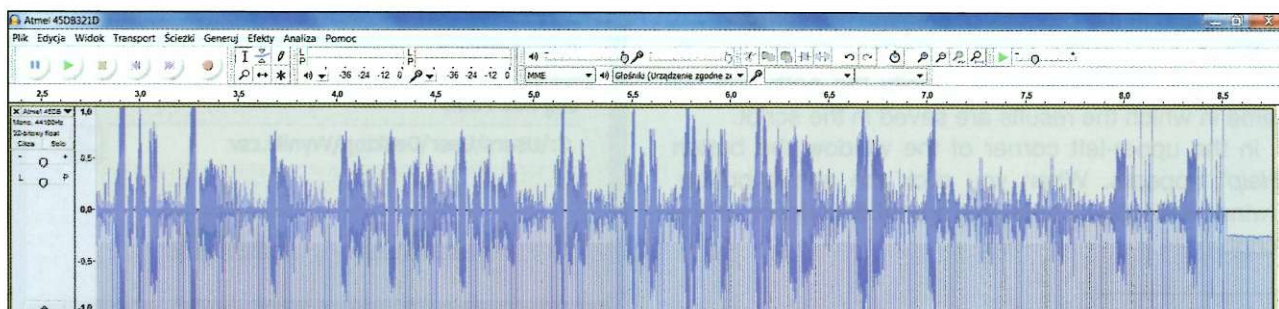 Atmel 45DB321D
Plik Edycja Widok Transport Ścieżki Generuj Efekty Analiza Pomoc
L
P
L
P
-36 -24 -12 0
-36 -24 -12 0
MME
Głośniki (Urządzenie zgodne z
2,5 3,0 3,5 4,0 4,5 5,0 5,5 6,0 6,5 7,0 7,5 8,0 8,5
X Atmel 45DB
Mono, 44100Hz
32-bitowy float
Cisza Solo
- +
L P
1,0
0,5-
0,0-
-0,5-
-1,0